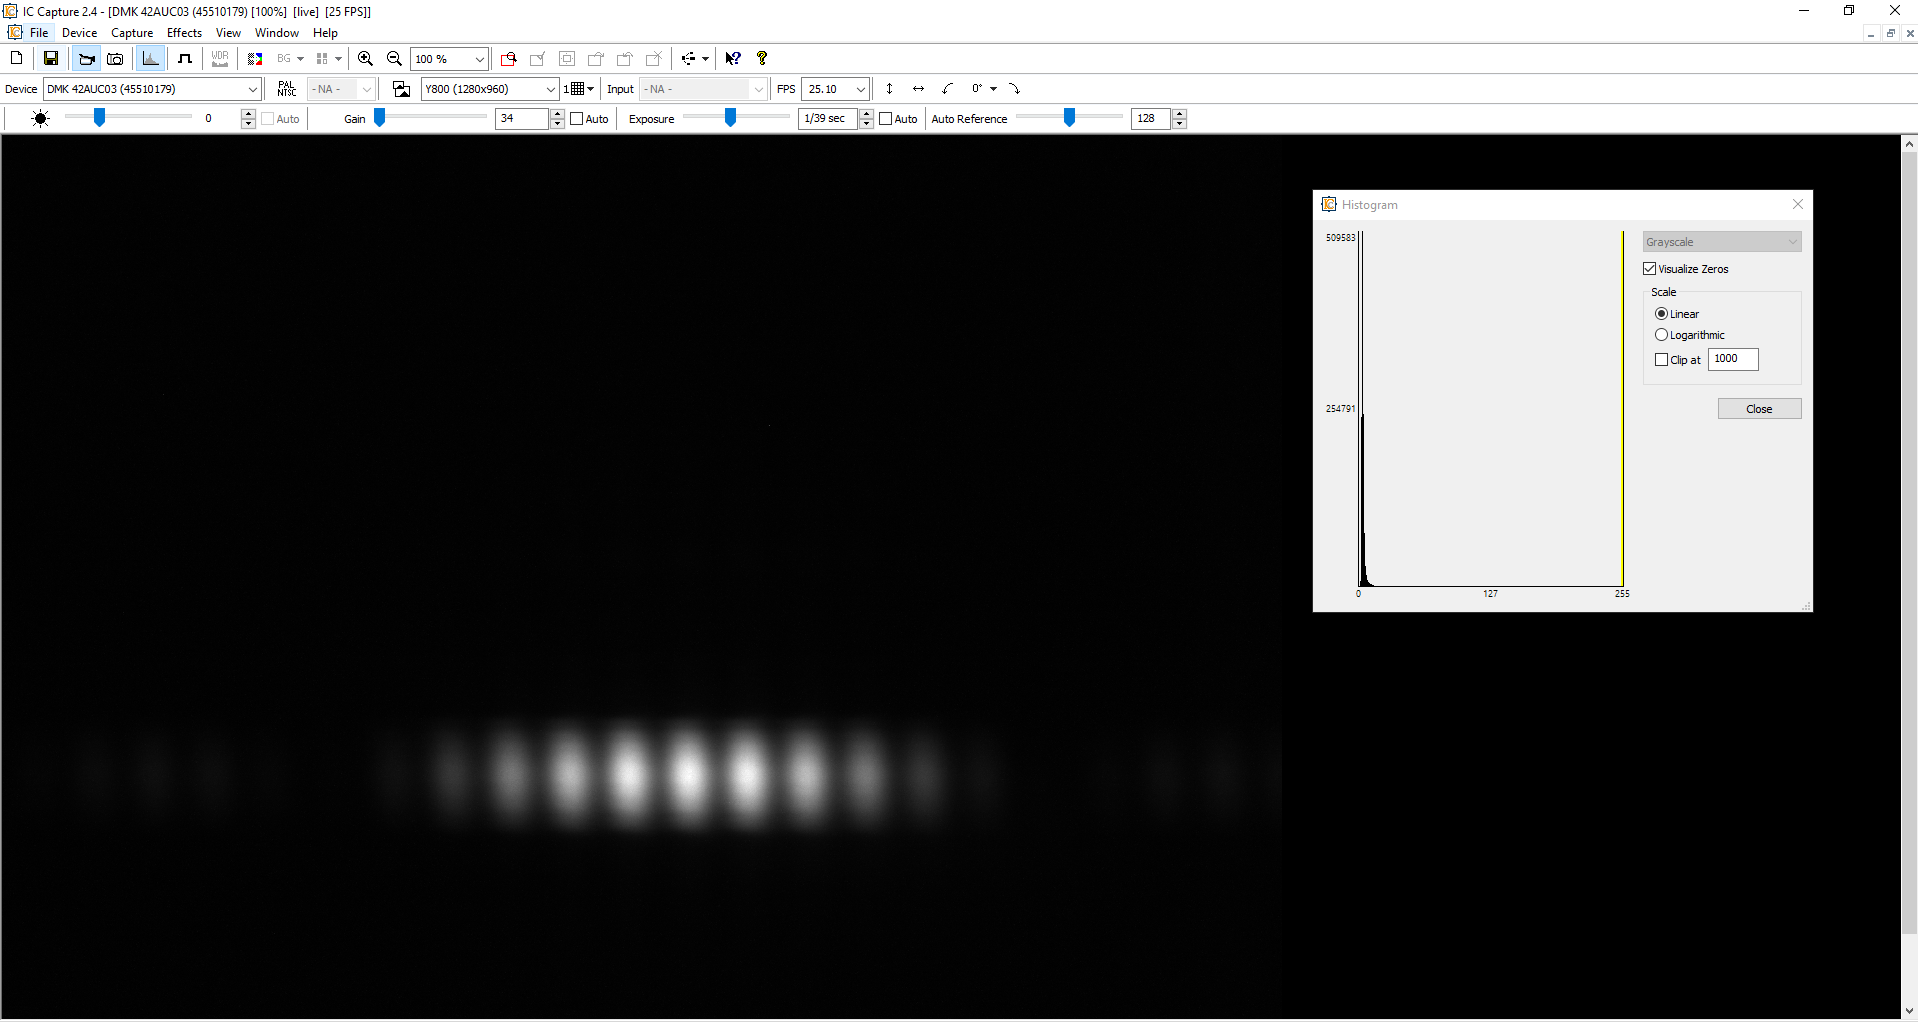 IC Capture 2.4 - [DMK 42AUC03 (45510179) [100%]  [live]  [25 FPS]]
File Device Capture Effects View Window Help
WDR BG 100 %
Device DMK 42AUC03 (45510179) PAL NTSC - NA - Y800 (1280x960) 1 Input - NA - FPS 25.10 0°
0 Auto Gain 34 Auto Exposure 1/39 sec Auto Auto Reference 128
Histogram
509583
254791
0 127 255
Grayscale
Visualize Zeros
Scale
Linear
Logarithmic
Clip at 1000
Close